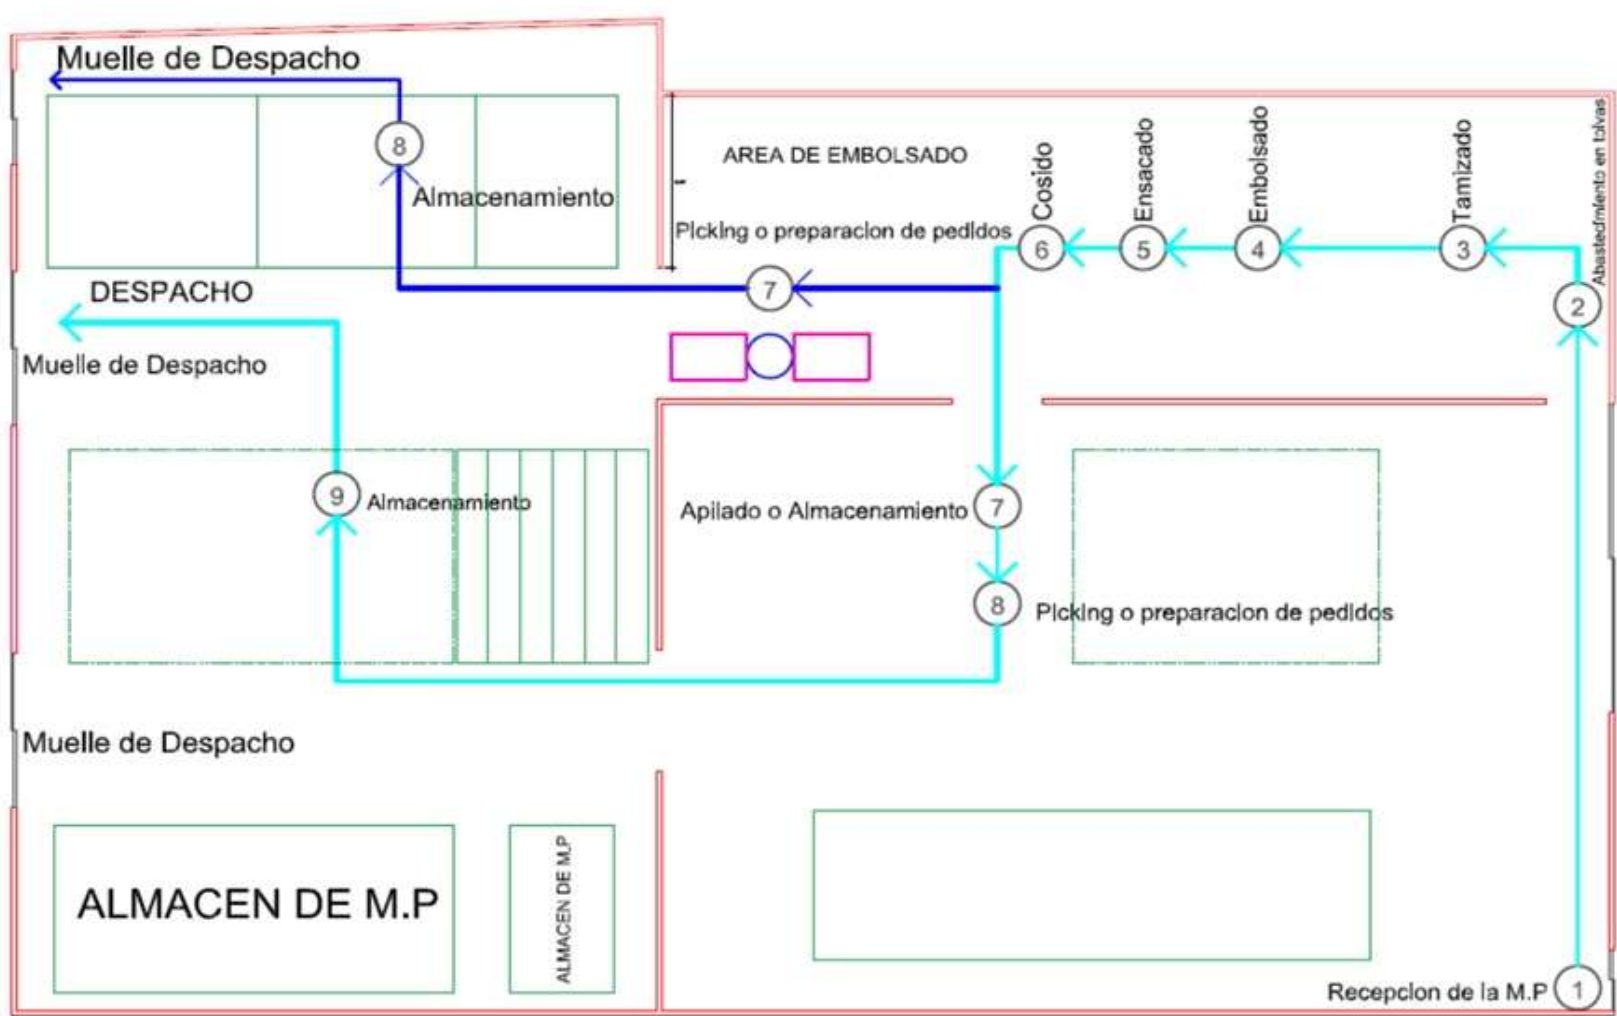 Muelle de Despacho
8
Almacenamiento
AREA DE EMBOLSADO
Picking o preparacion de pedidos
Cosido
Ensacado
Embolsado
Tamizado
Abastecimiento en tolvas
6
5
4
3
2
7
DESPACHO
Muelle de Despacho
9
Almacenamiento
Apilado o Almacenamiento
7
8
Picking o preparacion de pedidos
Muelle de Despacho
ALMACEN DE M.P
ALMACEN DE M.P
Recepcion de la M.P
1